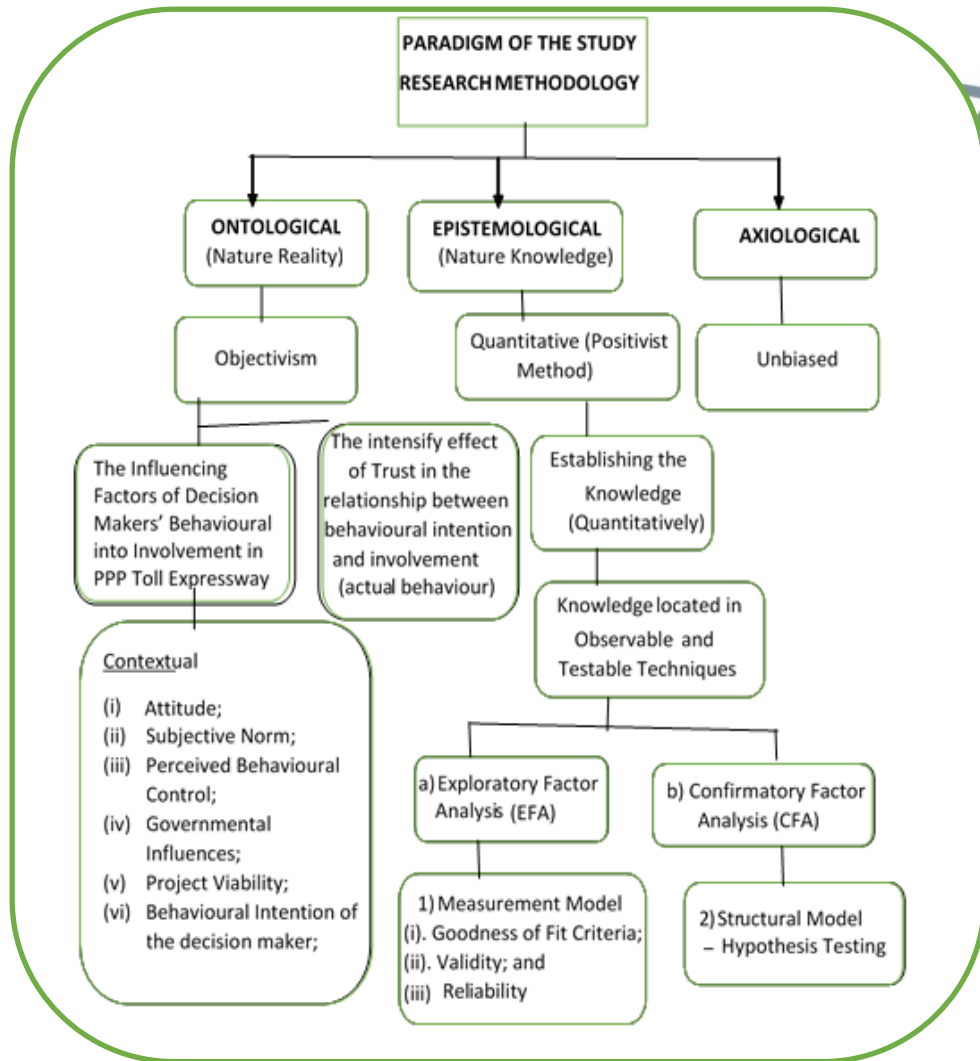 PARADIGM OF THE STUDY
RESEARCH METHODOLOGY
ONTOLOGICAL
(Nature Reality)
EPISTEMOLOGICAL
(Nature Knowledge)
AXIOLOGICAL
Objectivism
Quantitative (Positivist
Method)
Unbiased
The Influencing
Factors of Decision
Makers’ Behavioural
into Involvement in
PPP Toll Expressway
The intensify effect
of Trust in the
relationship between
behavioural intention
and involvement
(actual behaviour)
Establishing the
Knowledge
(Quantitatively)
Knowledge located in
Observable and
Testable Techniques
Contextual
(i) Attitude;
(ii) Subjective Norm;
(iii) Perceived Behavioural
Control;
(iv) Governmental
Influences;
(v) Project Viability;
(vi) Behavioural Intention of
the decision maker;
a) Exploratory Factor
Analysis (EFA)
b) Confirmatory Factor
Analysis (CFA)
1) Measurement Model
(i). Goodness of Fit Criteria;
(ii). Validity; and
(iii) Reliability
2) Structural Model
– Hypothesis Testing